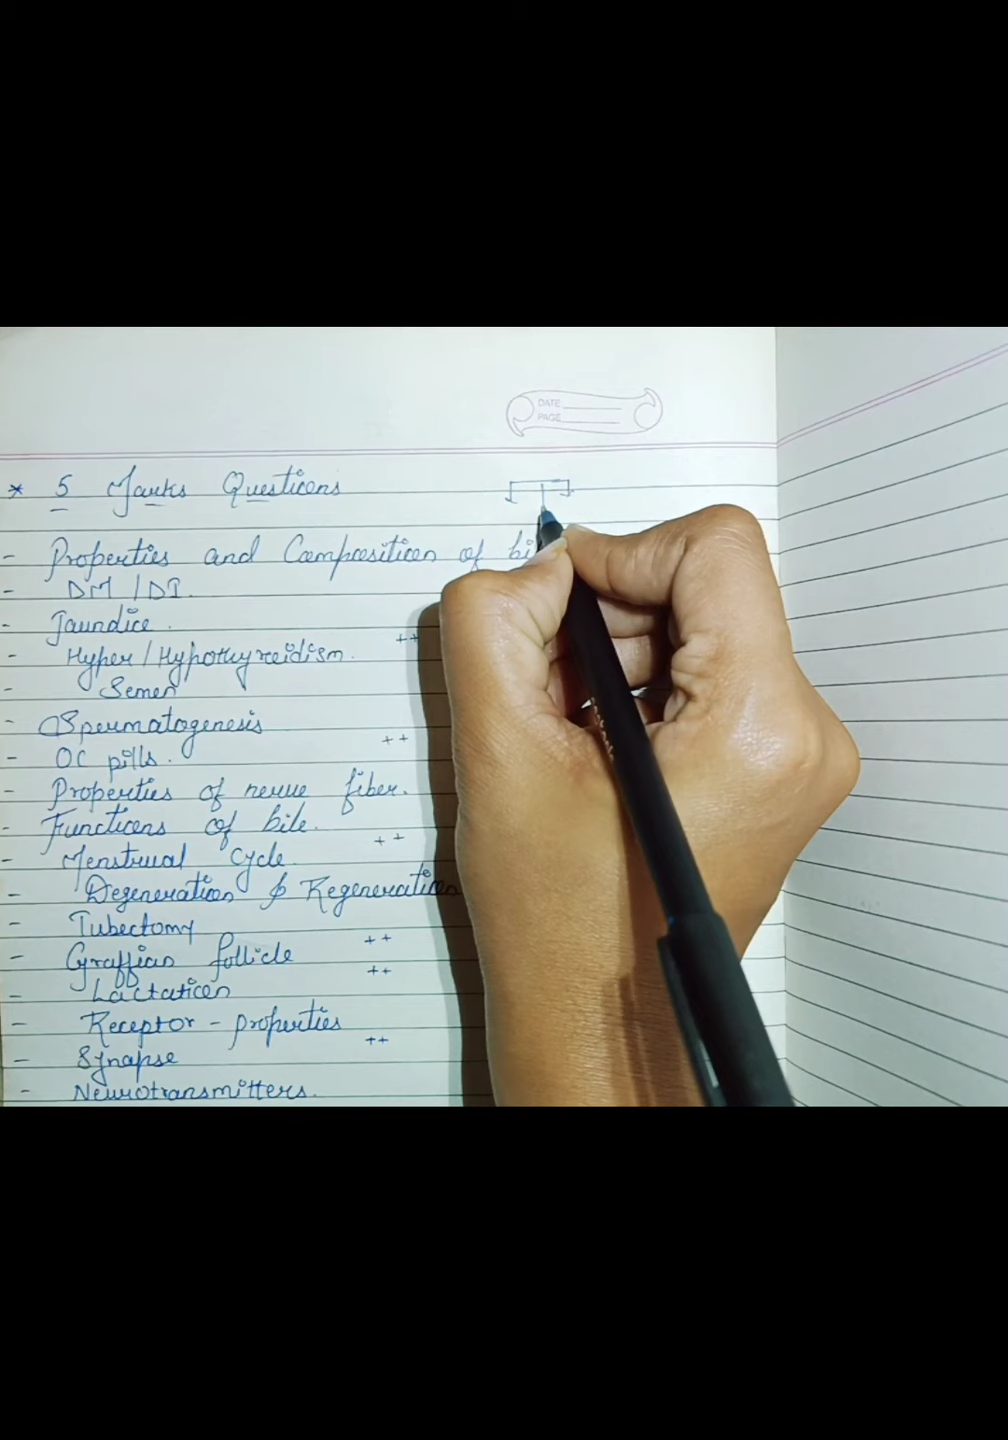 DATE
PAGE
* 5 Marks Questions
- Properties and Composition of
- DM / DI.
- Jaundice.
- Hyper / Hypothyroidism. ++
- Semen
- Spermatogenesis
- OC pills. ++
- Properties of nerve fiber.
- Functions of bile.
- Menstrual Cycle. ++
- Degeneration & Regeneration
- Tubectomy
- Graffian follicle ++
- Lactation ++
- Receptor - properties
- Synapse ++
- Neurotransmitters.